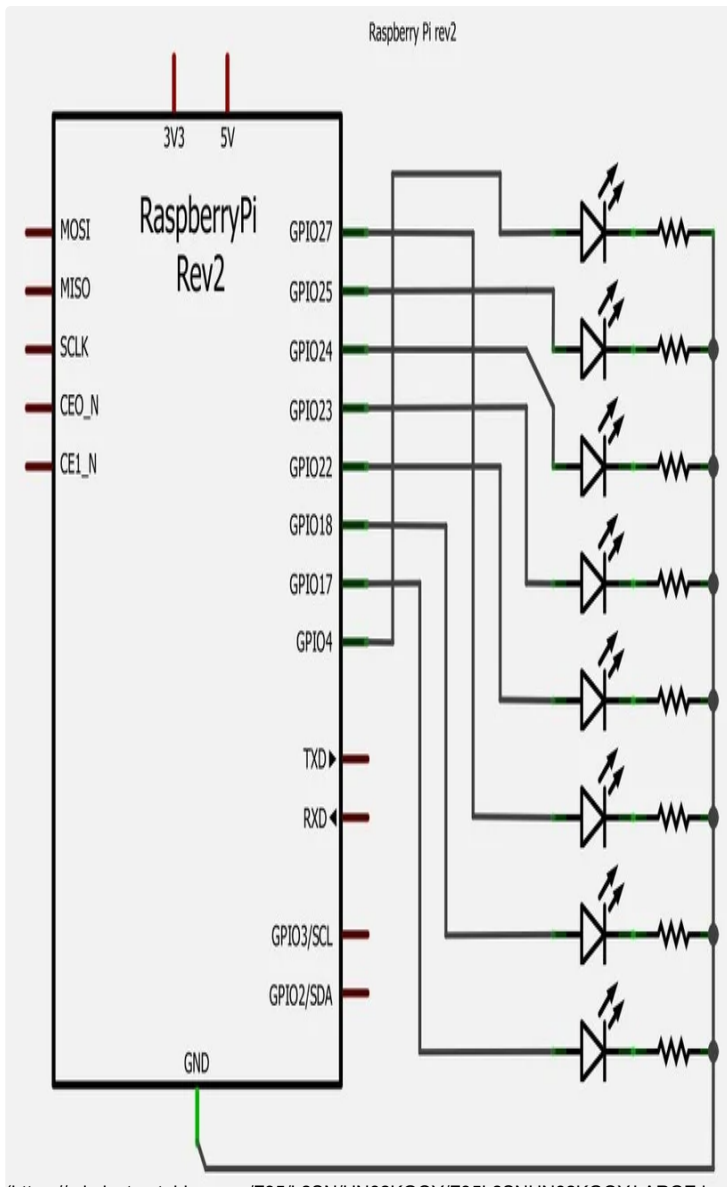 Raspberry Pi rev2
3V3 5V
RaspberryPi
Rev2
MOSI
MISO
SCLK
CE0_N
CE1_N
GPIO27
GPIO25
GPIO24
GPIO23
GPIO22
GPIO18
GPIO17
GPIO4
TXD
RXD
GPIO3/SCL
GPIO2/SDA
GND